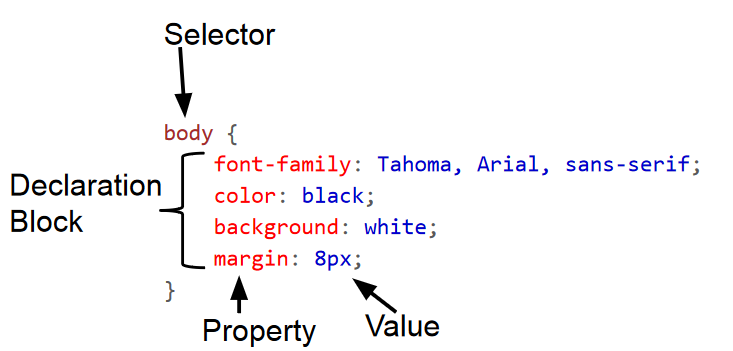 Selector
body {
font-family: Tahoma, Arial, sans-serif;
Declaration
Block
color: black;
background: white;
margin: 8px;
}
Property
Value